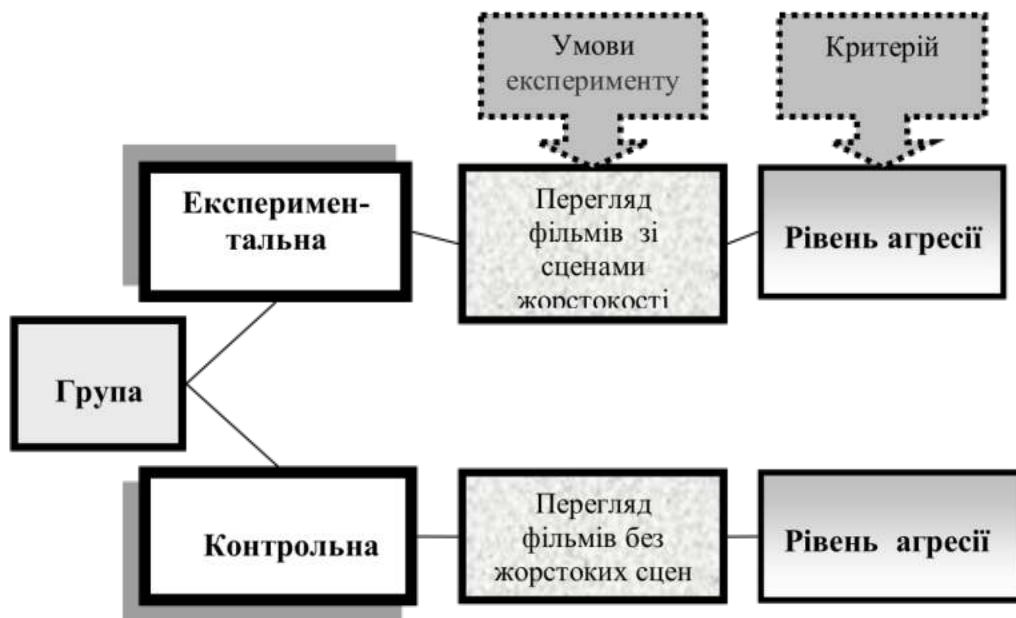 Умови
експерименту
Критерій
Експеримен-
тальна
Перегляд
фільмів зі
сценами
жорстокості
Рівень агресії
Група
Контрольна
Перегляд
фільмів без
жорстоких сцен
Рівень агресії